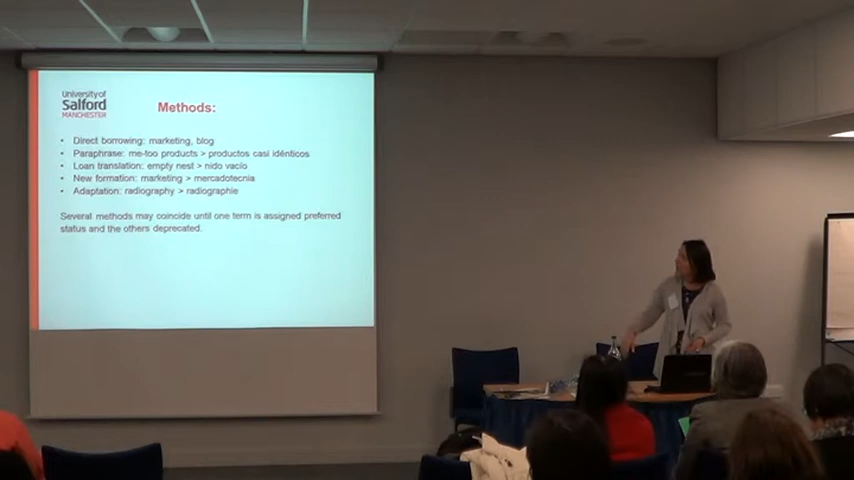 University of
Salford
MANCHESTER
Methods:
• Direct borrowing: marketing, blog
• Paraphrase: me-too products > productos casi idénticos
• Loan translation: empty nest > nido vacío
• New formation: marketing > mercadotecnia
• Adaptation: radiography > radiographie
Several methods may coincide until one term is assigned preferred
status and the others deprecated.